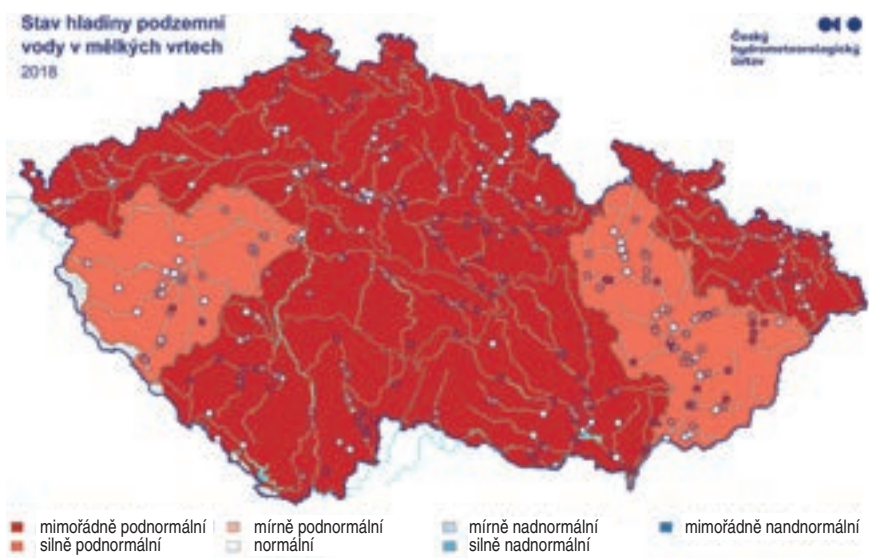 Stav hladiny podzemní
vody v mělkých vrtech
2018
Český
hydrometeorologický
ústav
mimořádně podnormální
silně podnormální
mírně podnormální
normální
mírně nadnormální
silně nadnormální
mimořádně nandnormální